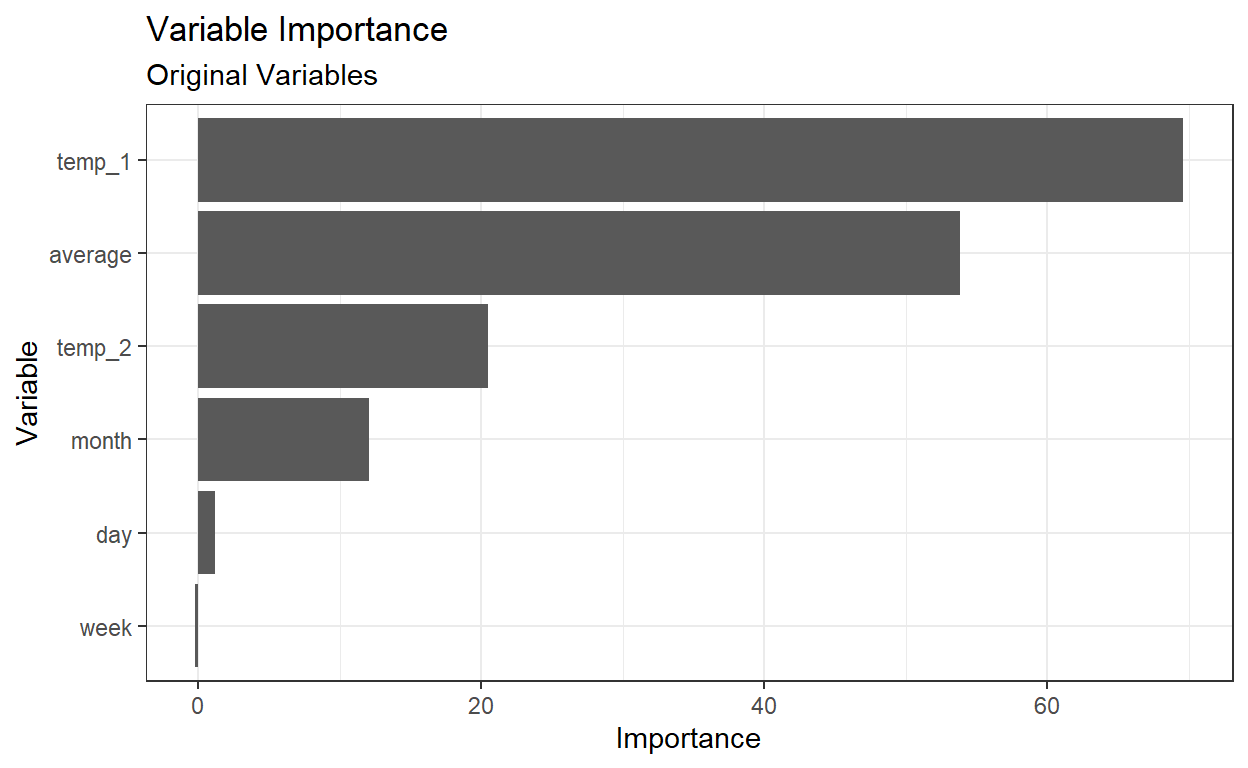 Variable Importance
Original Variables
temp_1
average
temp_2
month
day
week
Variable
0 20 40 60
Importance